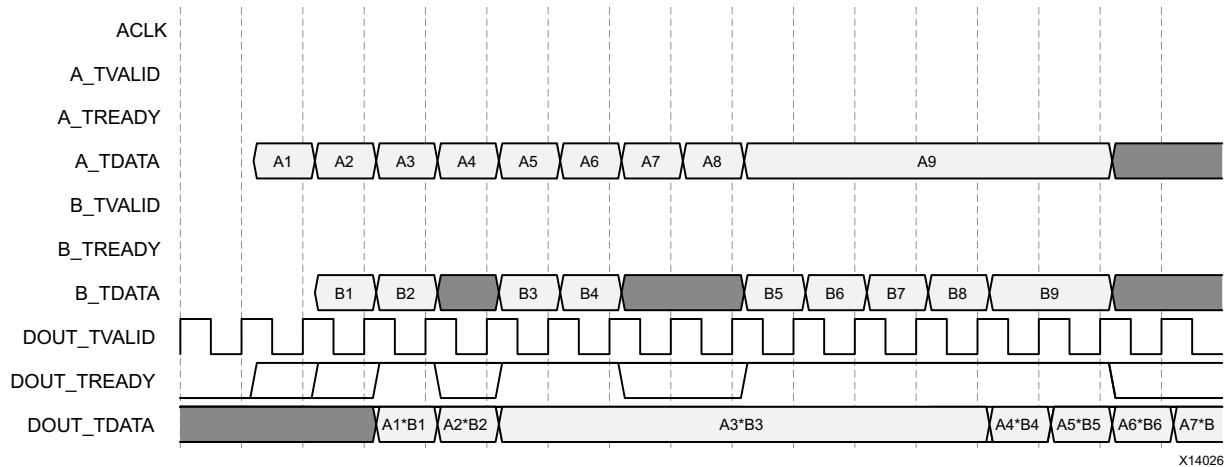 ACLK
A_TVALID
A_TREADY
A_TDATA A1 A2 A3 A4 A5 A6 A7 A8 A9
B_TVALID
B_TREADY
B_TDATA B1 B2 B3 B4 B5 B6 B7 B8 B9
DOUT_TVALID
DOUT_TREADY
DOUT_TDATA A1*B1 A2*B2 A3*B3 A4*B4 A5*B5 A6*B6 A7*B
X14026